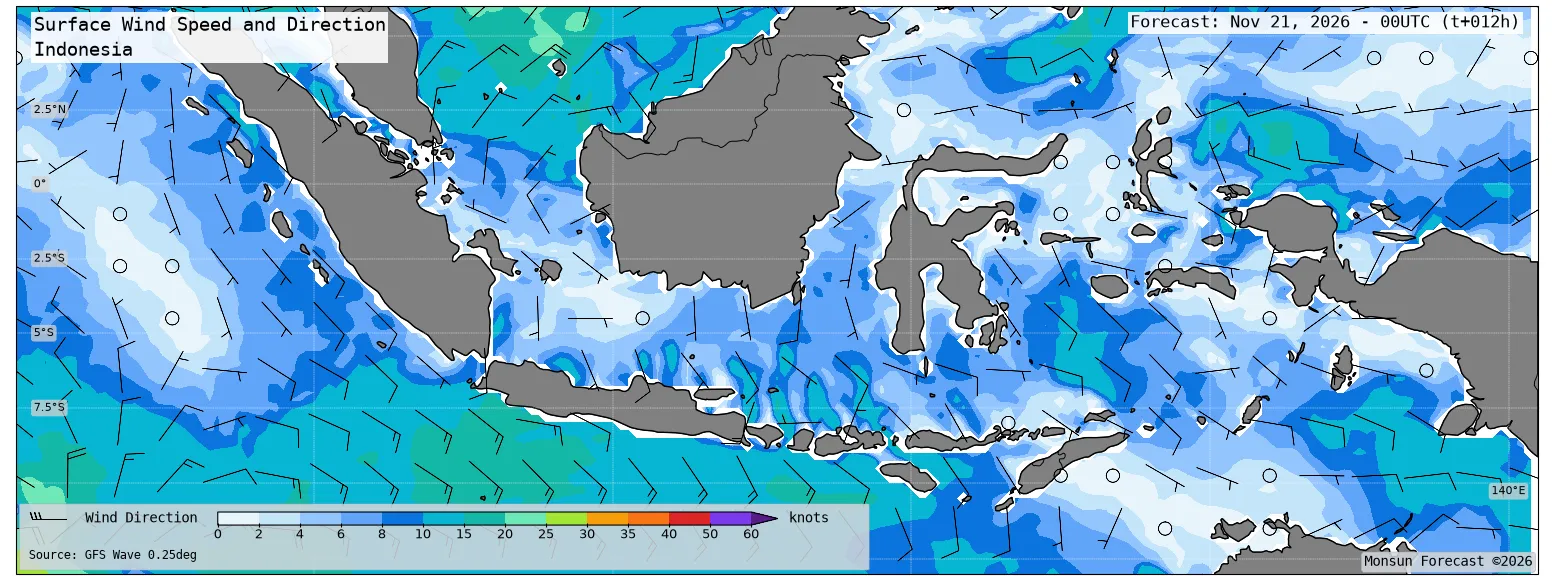 Surface Wind Speed and Direction
Indonesia
Forecast: Nov 21, 2026 - 00UTC (t+012h)
2.5°N
0°
2.5°S
5°S
7.5°S
140°E
Wind Direction
0 2 4 6 8 10 15 20 25 30 35 40 50 60
knots
Source: GFS Wave 0.25deg
Monsun Forecast ©2026